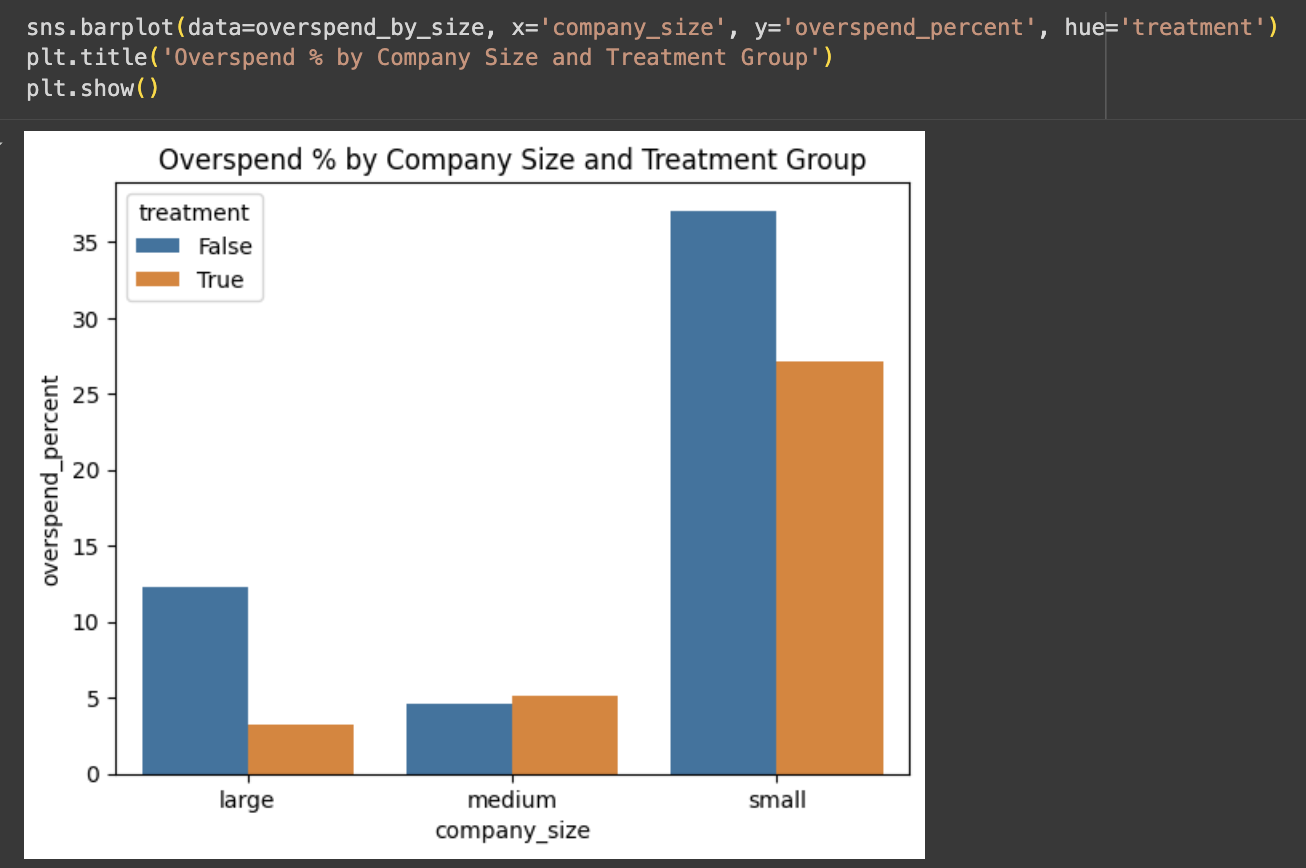 sns.barplot(data=overspend_by_size, x='company_size', y='overspend_percent', hue='treatment')
plt.title('Overspend % by Company Size and Treatment Group')
plt.show()
Overspend % by Company Size and Treatment Group
treatment
False
True
35
30
25
20
15
10
5
0
overspend_percent
large medium small
company_size